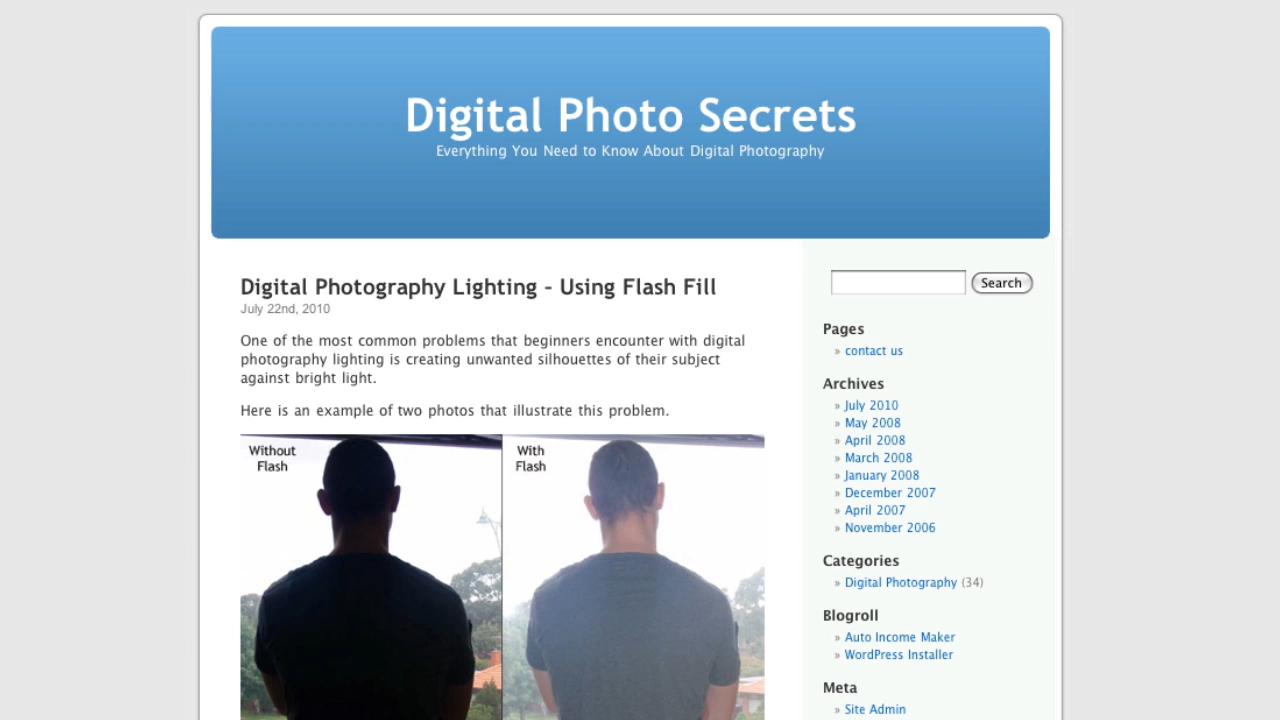 Digital Photo Secrets
Everything You Need to Know About Digital Photography
Digital Photography Lighting - Using Flash Fill
July 22nd, 2010
One of the most common problems that beginners encounter with digital
photography lighting is creating unwanted silhouettes of their subject
against bright light.
Here is an example of two photos that illustrate this problem.
Without
Flash
With
Flash
Search
Pages
» contact us
Archives
» July 2010
» May 2008
» April 2008
» March 2008
» January 2008
» December 2007
» April 2007
» November 2006
Categories
» Digital Photography (34)
Blogroll
» Auto Income Maker
» WordPress Installer
Meta
» Site Admin